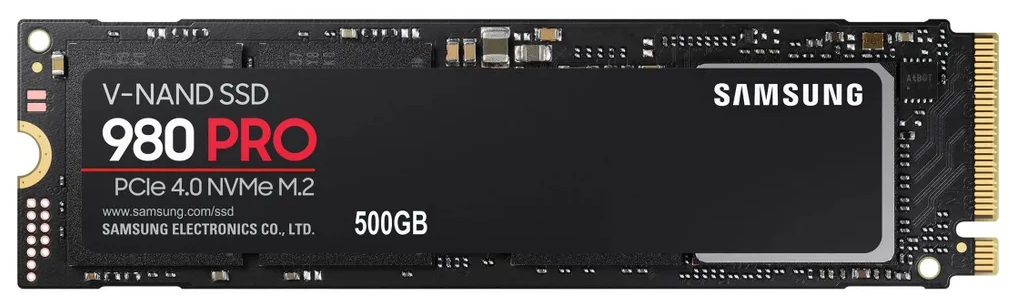 V-NAND SSD
980 PRO
PCIe 4.0 NVMe M.2
www.samsung.com/ssd
SAMSUNG ELECTRONICS CO., LTD.
500GB
SAMSUNG